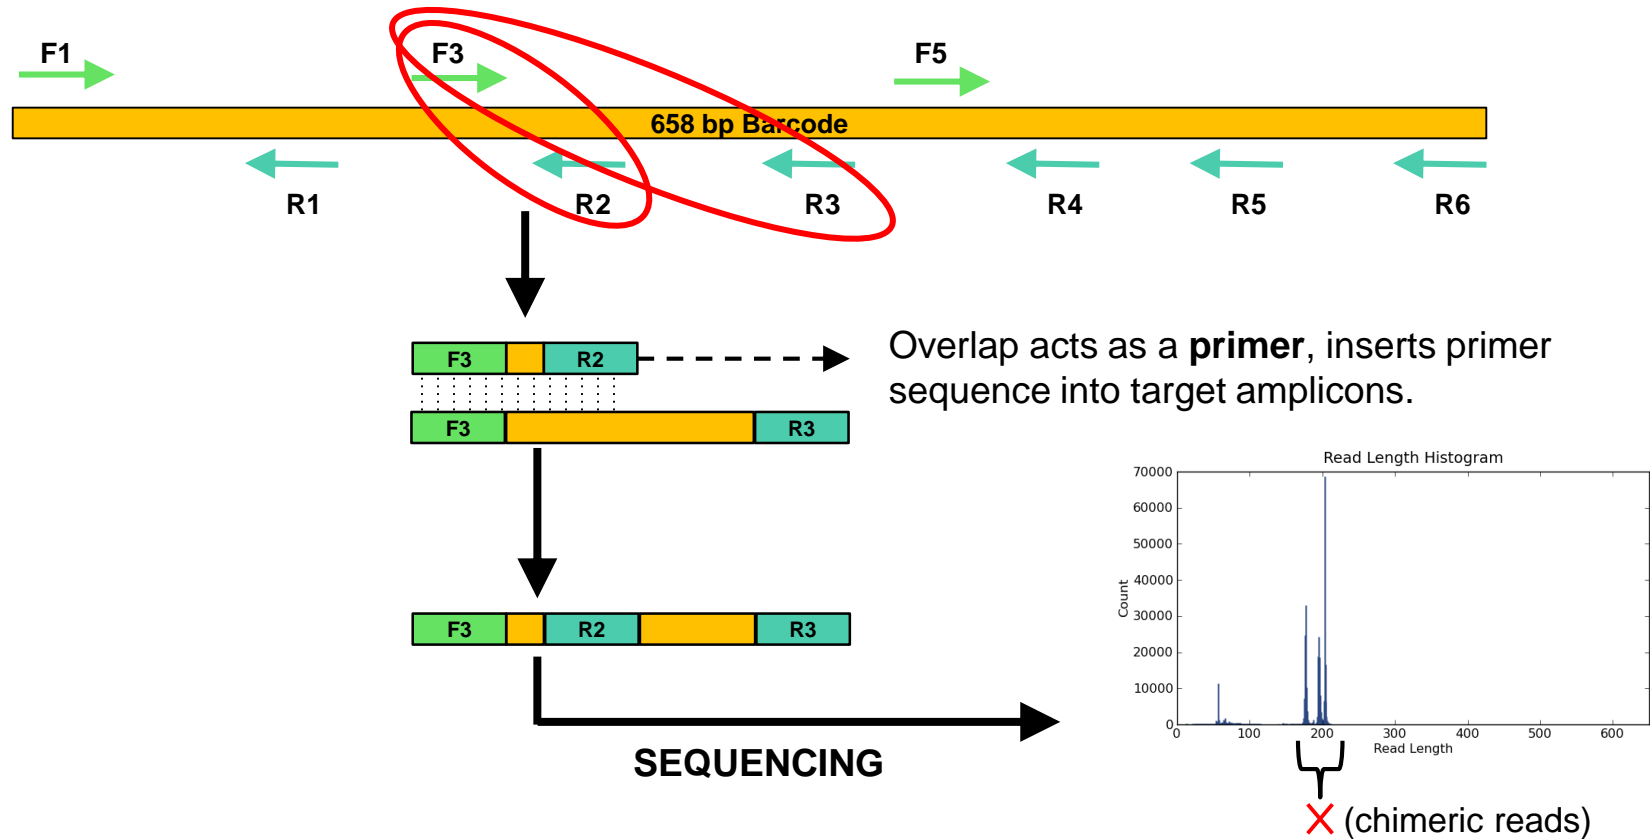 F1
F3
F5
658 bp Barcode
R1
R2
R3
R4
R5
R6
F3
R2
Overlap acts as a primer, inserts primer
sequence into target amplicons.
F3
R3
Read Length Histogram
70000
60000
50000
40000
30000
20000
10000
0
Count
0
100
200
300
400
500
600
Read Length
F3
R2
R3
SEQUENCING
X (chimeric reads)